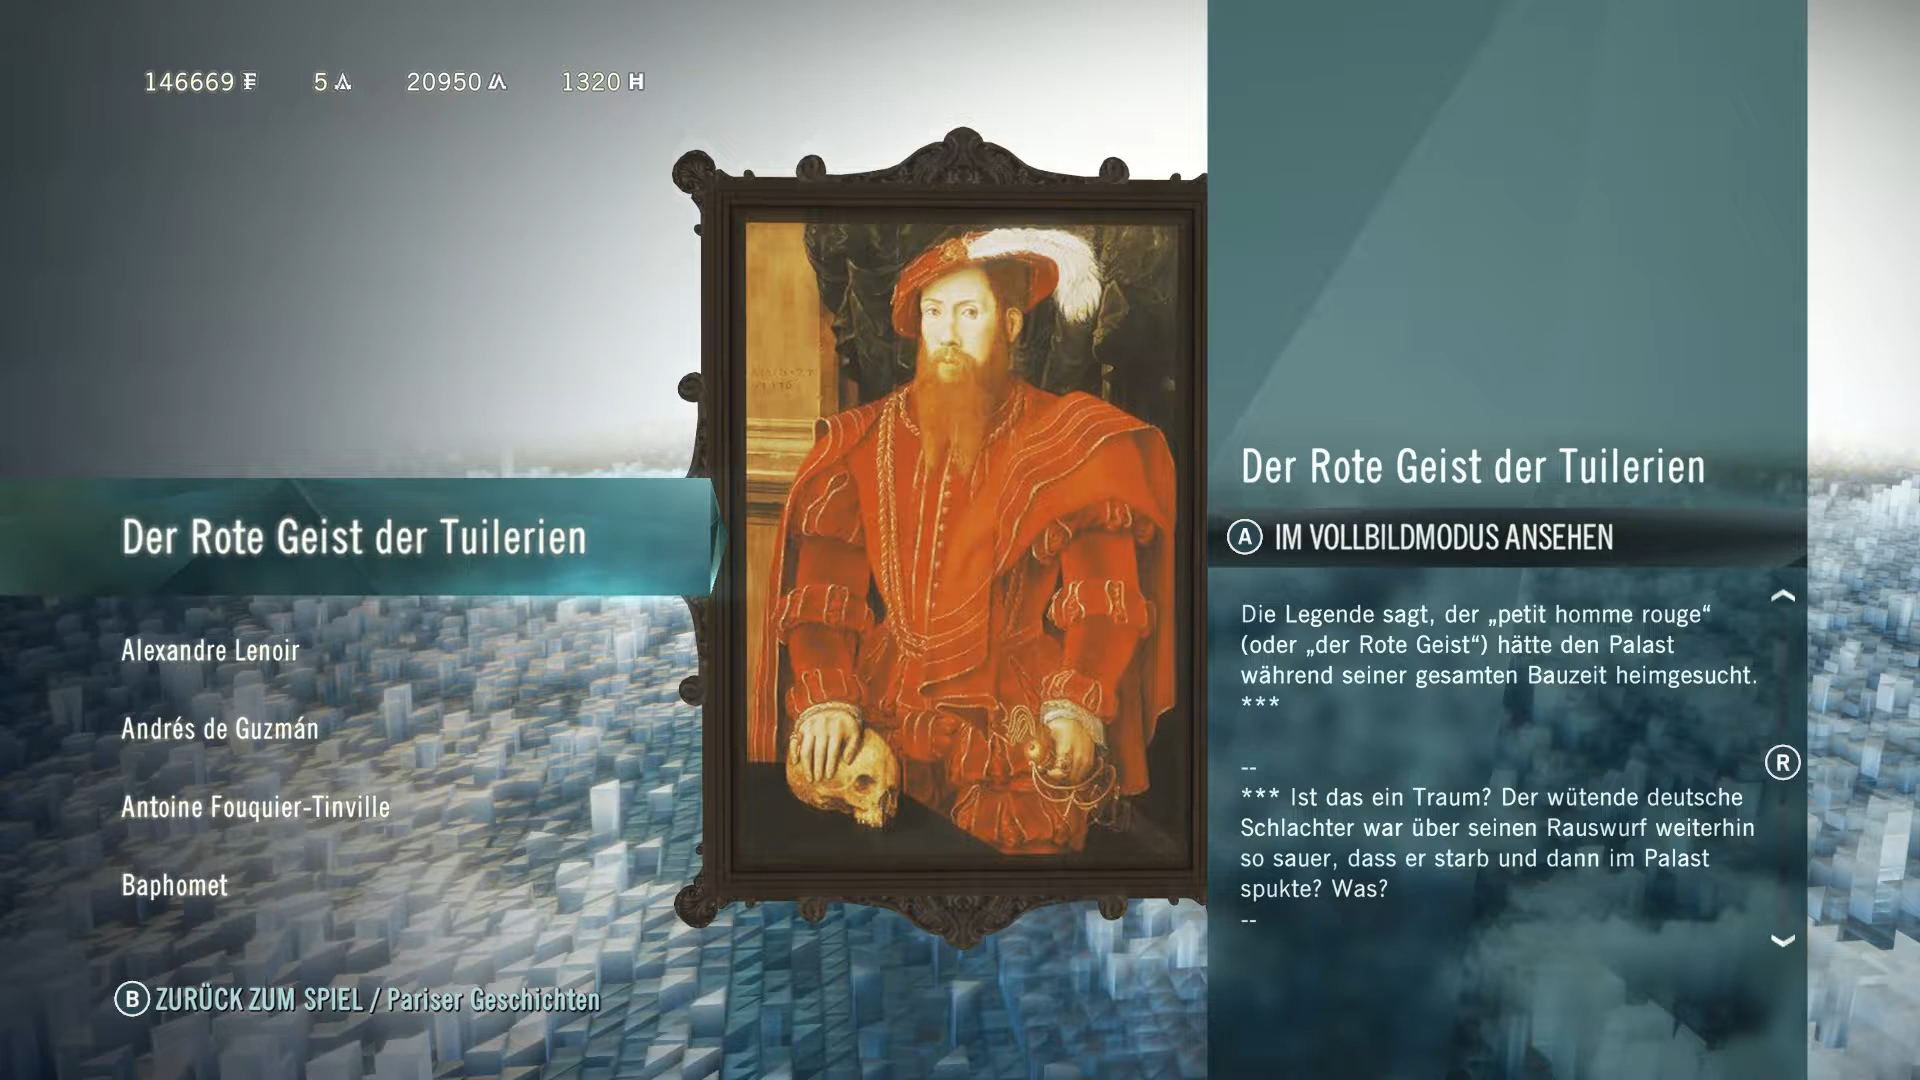 146669 5 20950 1320 H
Der Rote Geist der Tuilerien
Alexandre Lenoir
Andrés de Guzmán
Antoine Fouquier-Tinville
Baphomet
B ZURÜCK ZUM SPIEL / Pariser Geschichten
Der Rote Geist der Tuilerien
A IM VOLLBILDMODUS ANSEHEN
Die Legende sagt, der „petit homme rouge“
(oder „der Rote Geist“) hätte den Palast
während seiner gesamten Bauzeit heimgesucht.
***
--
*** Ist das ein Traum? Der wütende deutsche
Schlachter war über seinen Rauswurf weiterhin
so sauer, dass er starb und dann im Palast
spukte? Was?
--
R